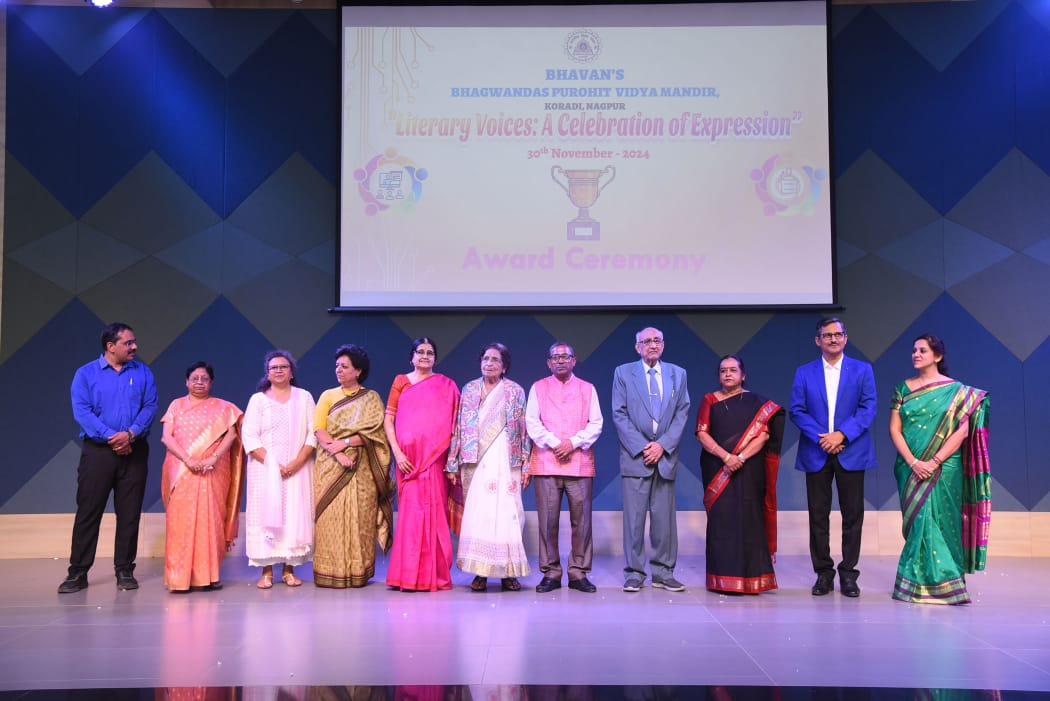 BHAVAN'S
BHAGWANDAS PUROHIT VIDYA MANDIR,
KORADI, NAGPUR
"Literary Voices: A Celebration of Expression"
30th November - 2024
Award Ceremony